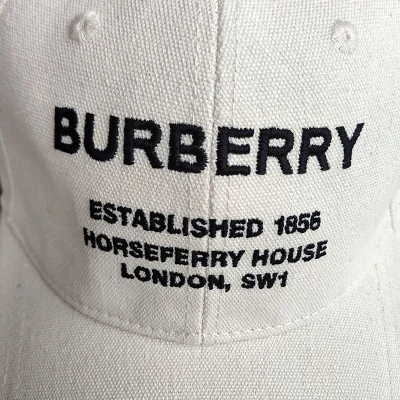 BURBERRY
ESTABLISHED 1856
HORSEFERRY HOUSE
LONDON, SW1